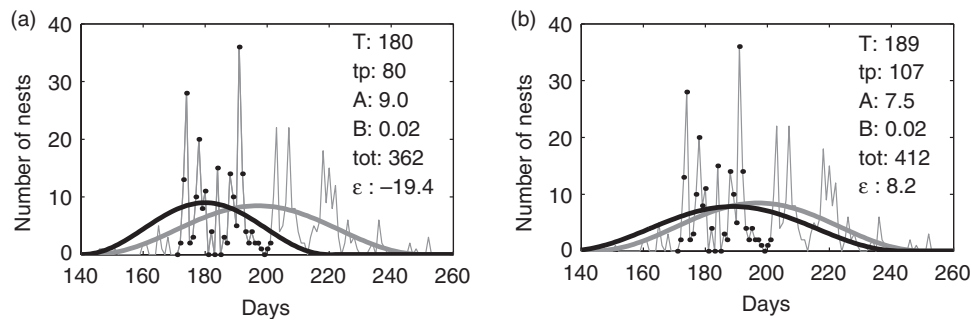 (a)
Number of nests
40
30
20
10
0
T: 180
tp: 80
A: 9.0
B: 0.02
tot: 362
ε : −19.4
140 160 180 200 220 240 260
Days
(b)
Number of nests
40
30
20
10
0
T: 189
tp: 107
A: 7.5
B: 0.02
tot: 412
ε : 8.2
140 160 180 200 220 240 260
Days